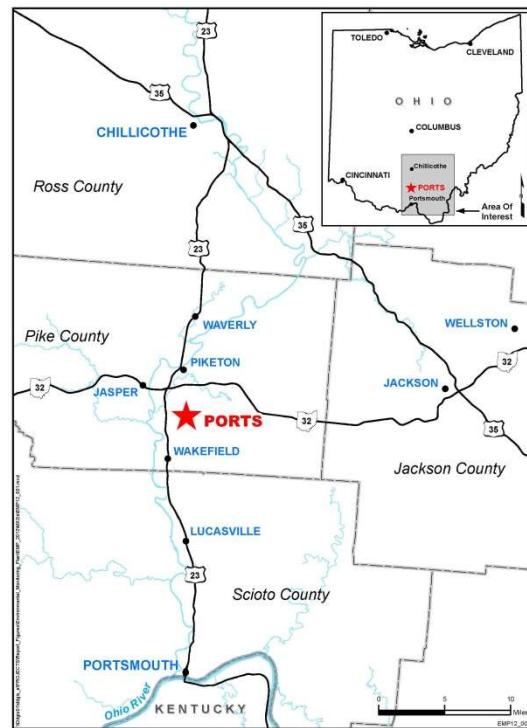 23
35
CHILLICOTHE
Ross County
23
35
TOLEDO
CLEVELAND
OHIO
COLUMBUS
Chillicothe
CINCINNATI
PORTS
Portsmouth
Area Of
Interest
WAVERLY
Pike County
PIKETON
JASPER
32
PORTS
WAKEFIELD
32
WELLSTON
JACKSON
32
35
Jackson County
LUCASVILLE
23
Scioto County
PORTSMOUTH
Ohio River
KENTUCKY
0
5
10
Miles